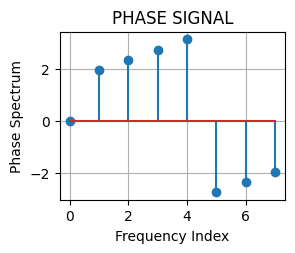 PHASE SIGNAL
Phase Spectrum
2
0
−2
0 2 4 6
Frequency Index